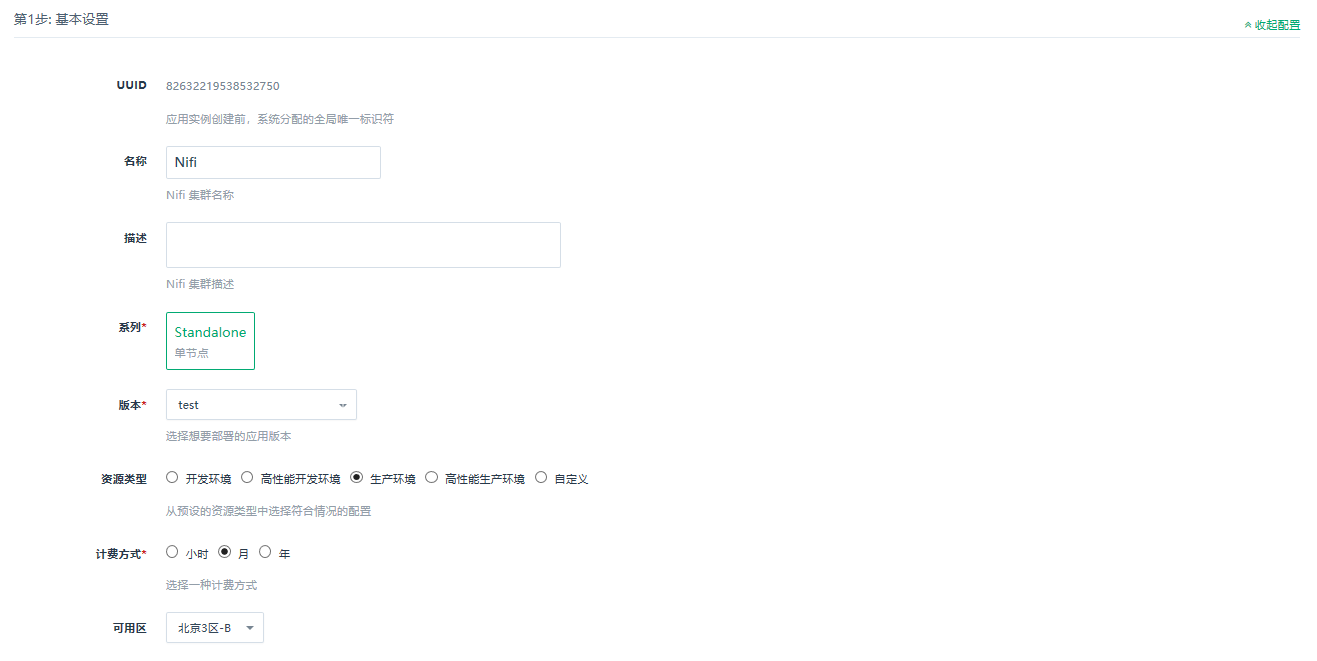 第1步: 基本设置
收起配置
UUID 82632219538532750
应用实例创建前，系统分配的全局唯一标识符
名称 Nifi
Nifi 集群名称
描述
Nifi 集群描述
系列* Standalone
单节点
版本* test
选择想要部署的应用版本
资源类型 开发环境 高性能开发环境 生产环境 高性能生产环境 自定义
从预设的资源类型中选择符合情况的配置
计费方式* 小时 月 年
选择一种计费方式
可用区 北京3区-B